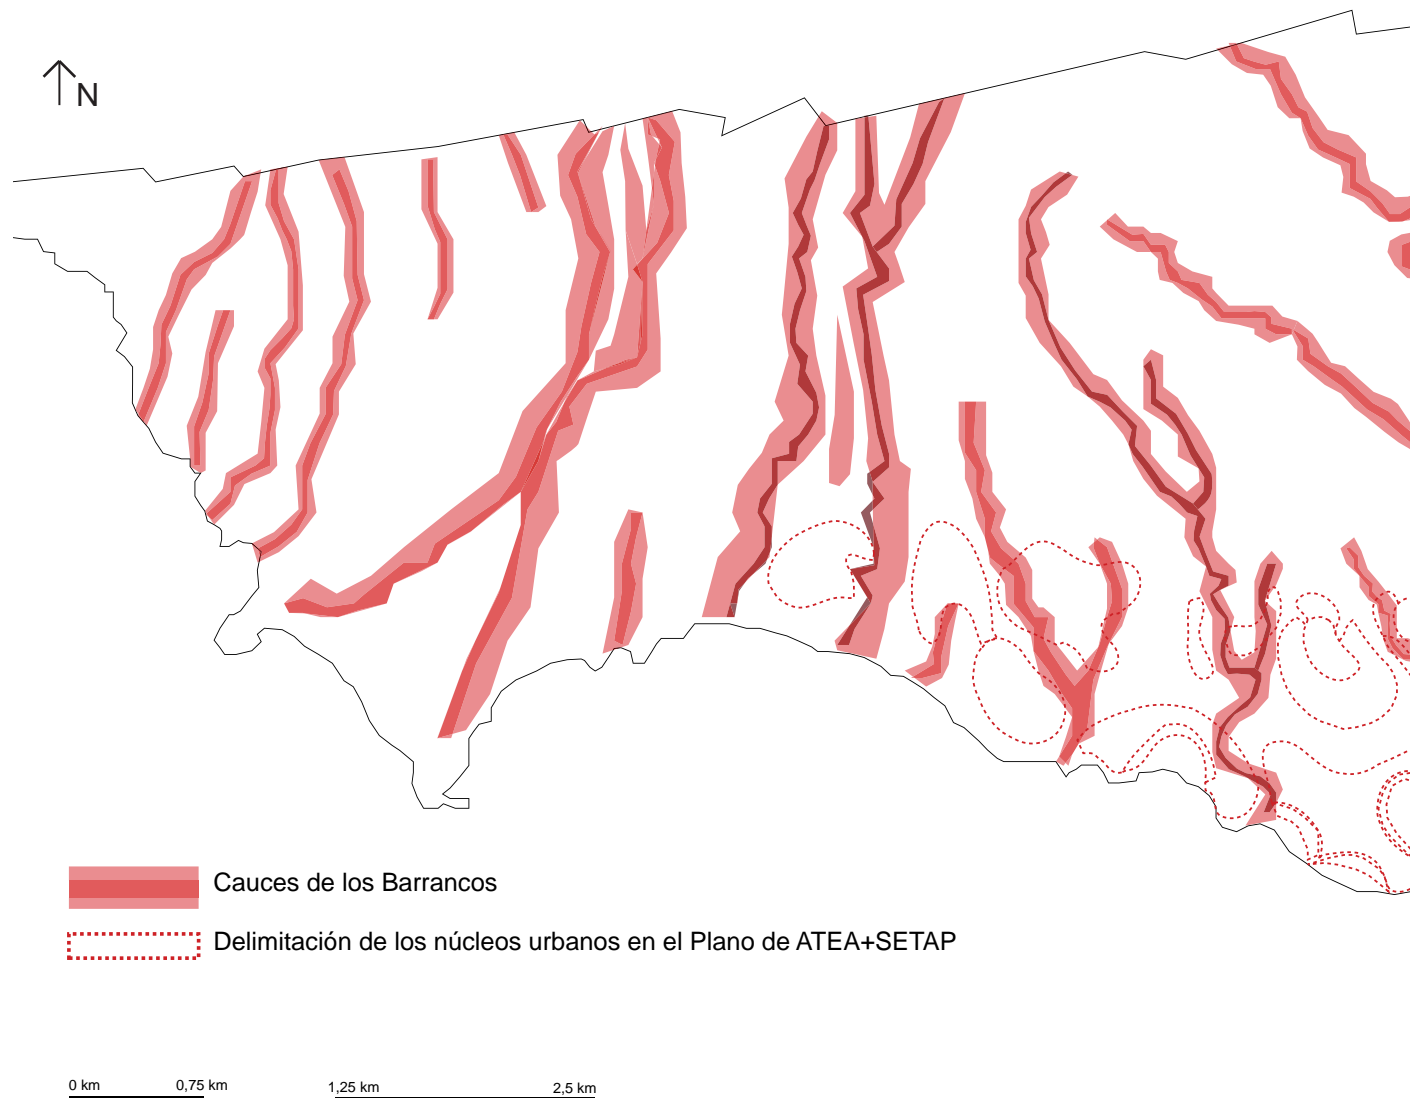 N
Cauces de los Barrancos
Delimitación de los núcleos urbanos en el Plano de ATEA+SETAP
0 km 0,75 km 1,25 km 2,5 km